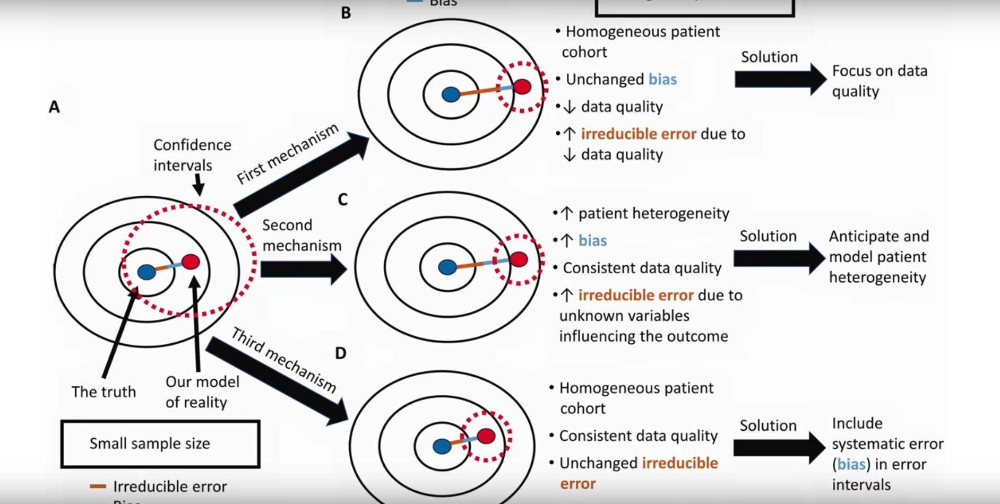 Bias
B
• Homogeneous patient
cohort
• Unchanged bias
•↓ data quality
•↑ irreducible error due to
↓ data quality
Solution
Focus on data
quality
A
Confidence
intervals
First mechanism
Second
mechanism
Third mechanism
The truth
Our model
of reality
Small sample size
Irreducible error
C
•↑ patient heterogeneity
•↑ bias
• Consistent data quality
•↑ irreducible error due to
unknown variables
influencing the outcome
Solution
Anticipate and
model patient
heterogeneity
D
• Homogeneous patient
cohort
• Consistent data quality
• Unchanged irreducible
error
Solution
Include
systematic error
(bias) in error
intervals